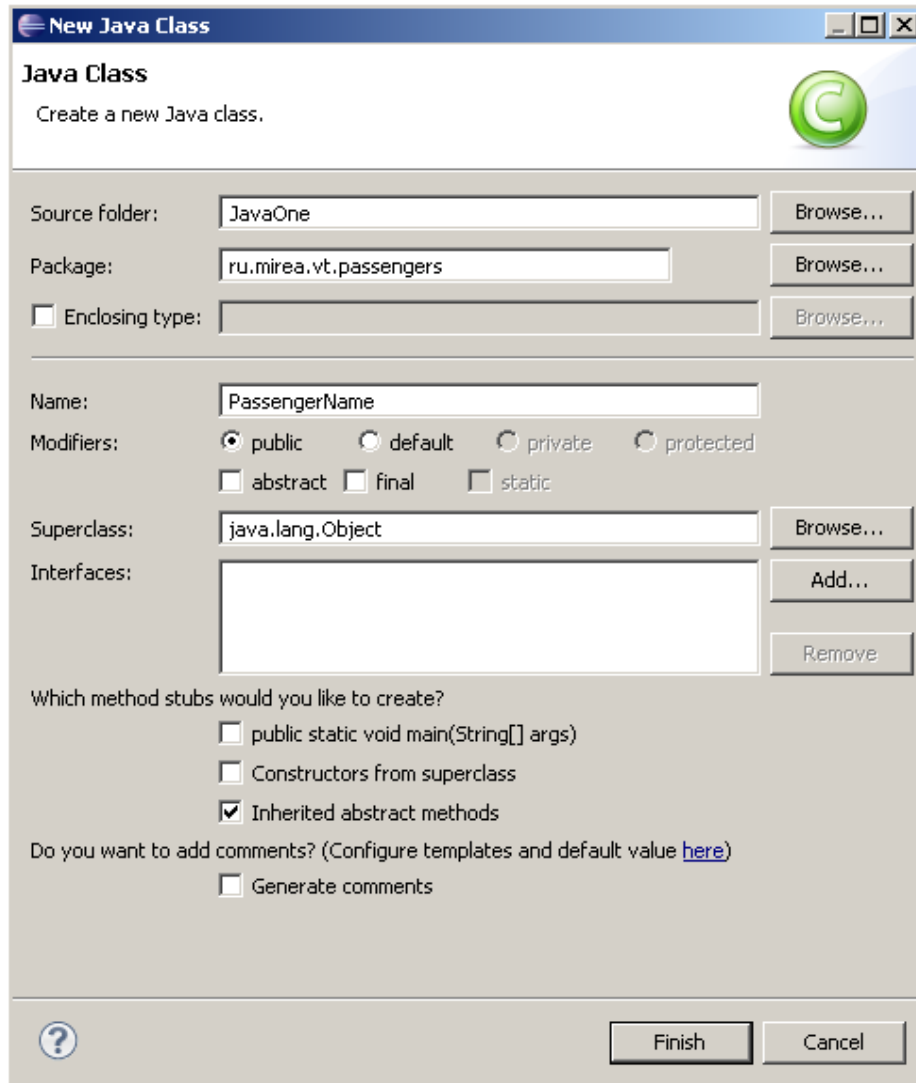 New Java Class
Java Class
Create a new Java class.
C
Source folder: JavaOne Browse...
Package: ru.mirea.vt.passengers Browse...
Enclosing type: Browse...
Name: PassengerName
Modifiers: public default private protected
abstract final static
Superclass: java.lang.Object Browse...
Interfaces: Add...
Remove
Which method stubs would you like to create?
public static void main(String[] args)
Constructors from superclass
Inherited abstract methods
Do you want to add comments? (Configure templates and default value here)
Generate comments
? Finish Cancel